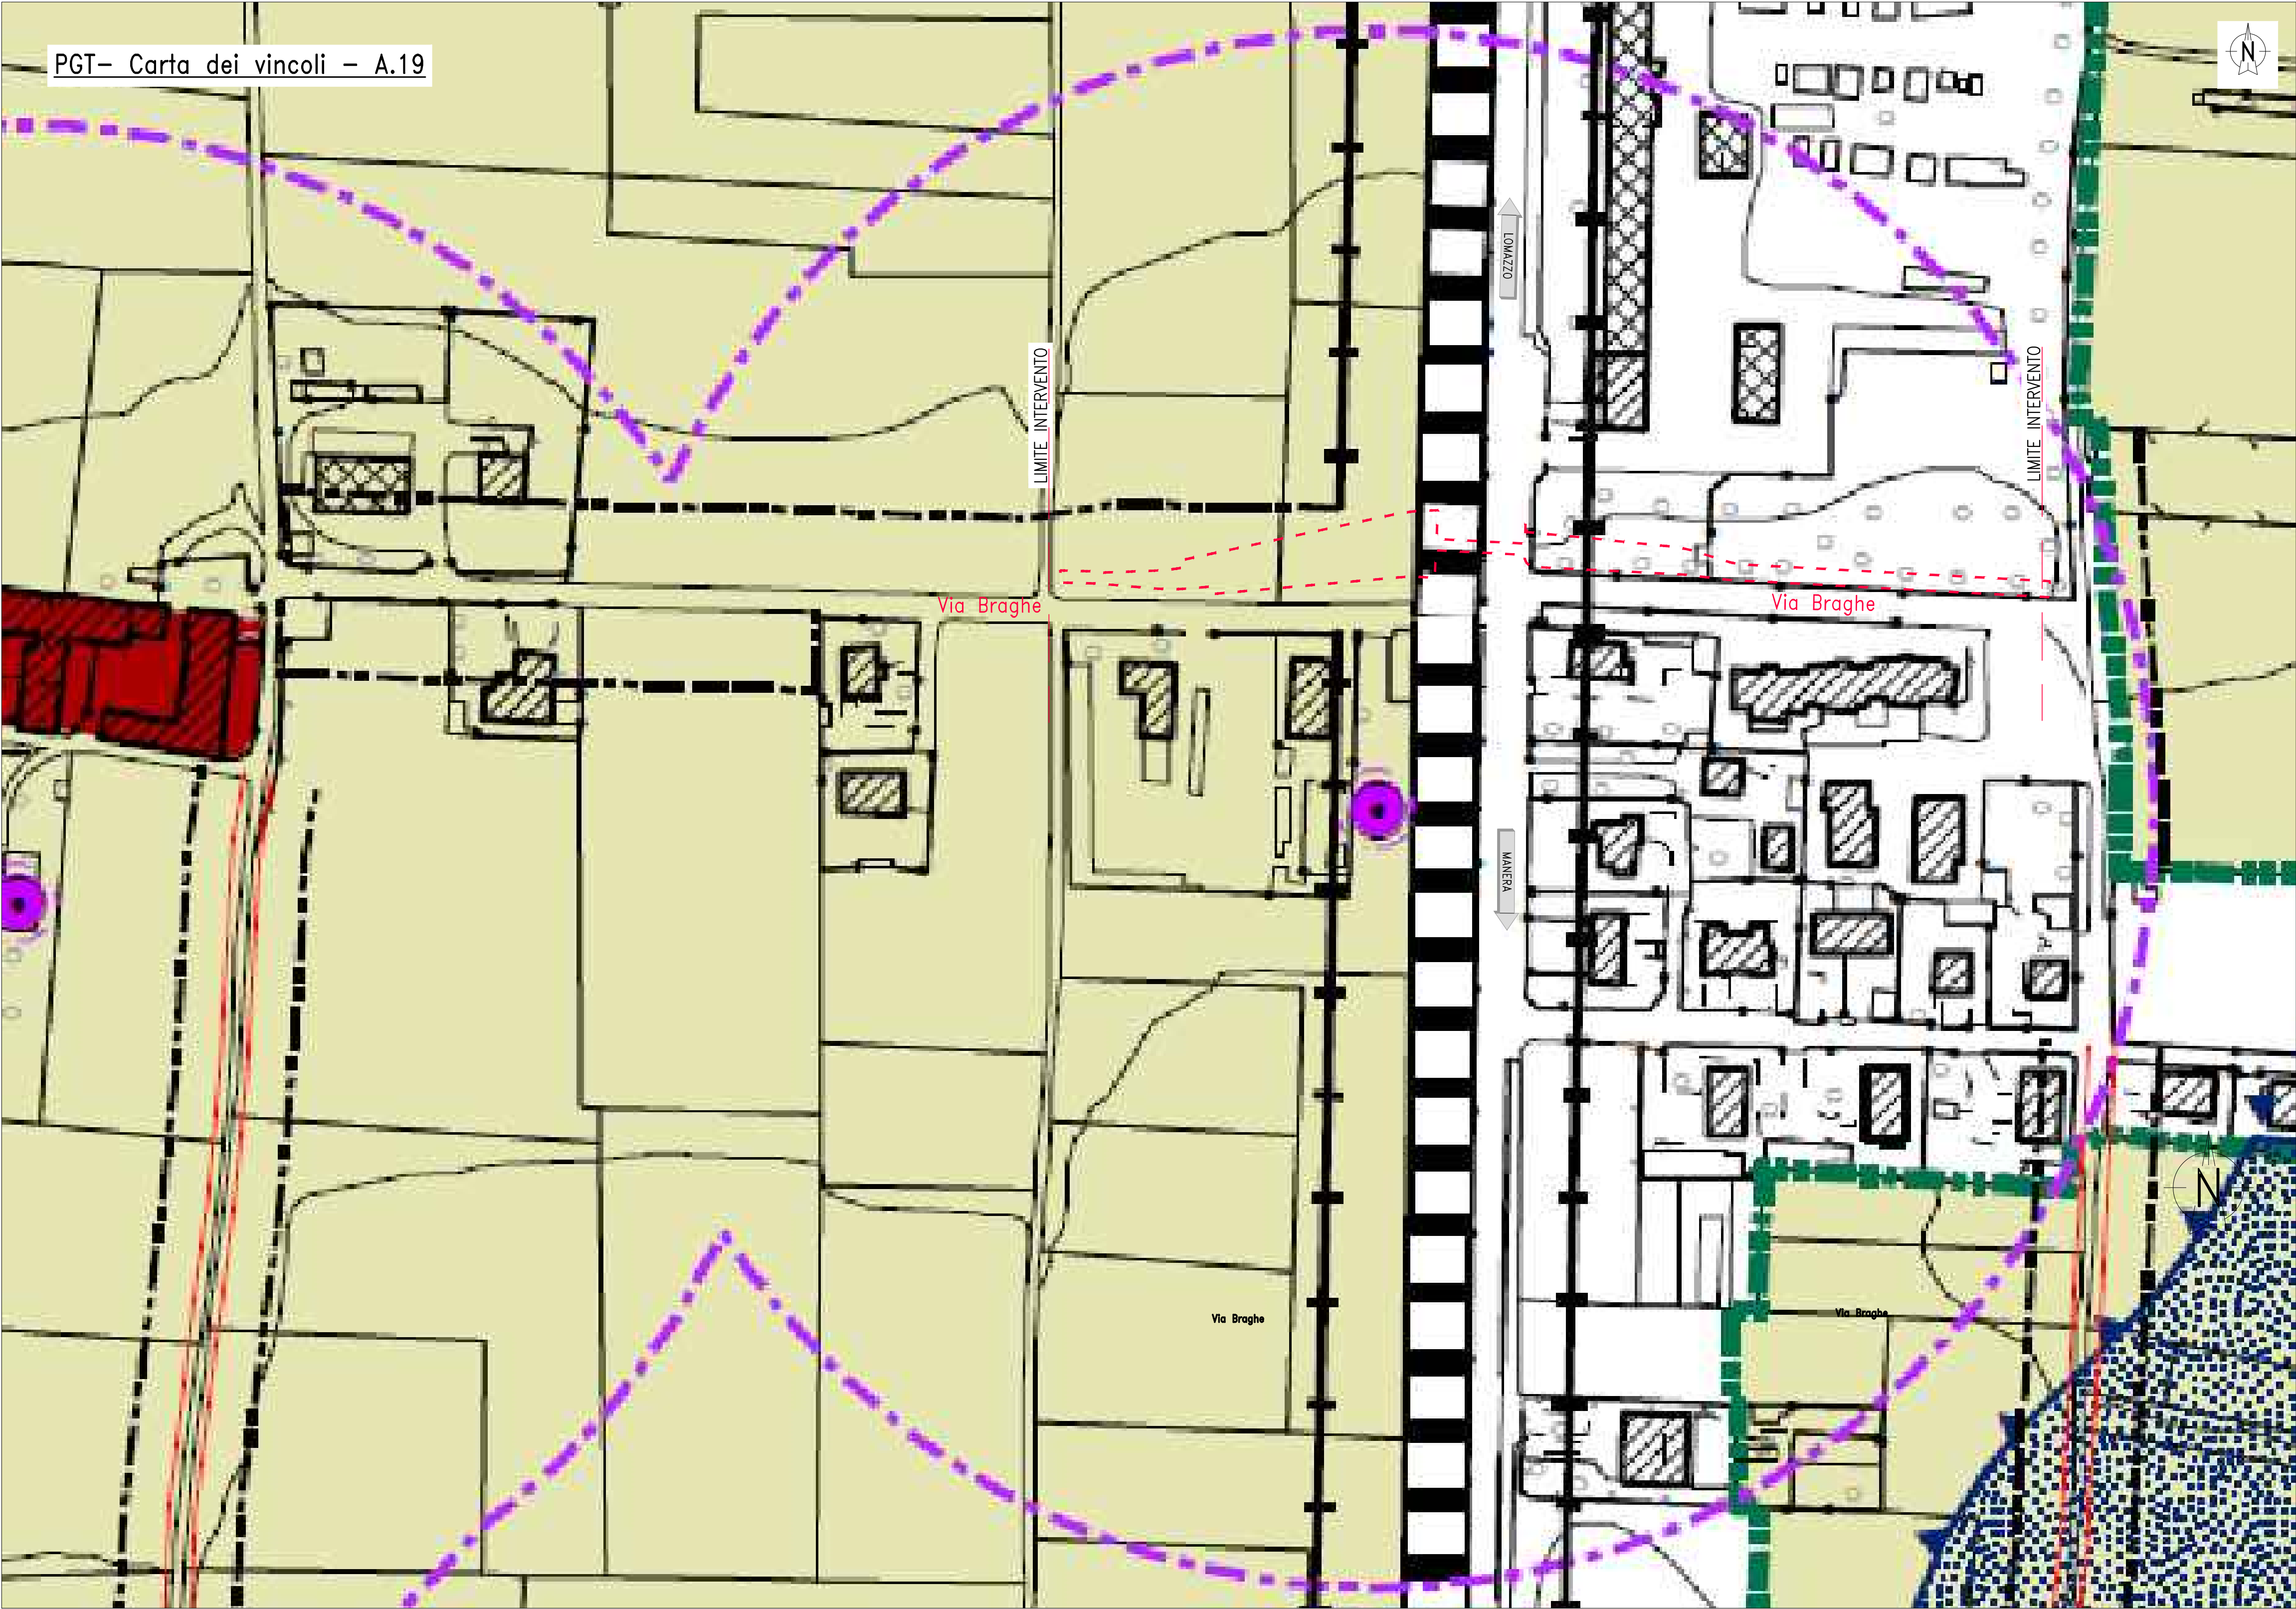 PGT- Carta dei vincoli - A.19
N
LOMAZZO
LIMITE INTERVENTO
LIMITE INTERVENTO
Via Braghe
Via Braghe
MANERA
N
Via Braghe
Via Braghe